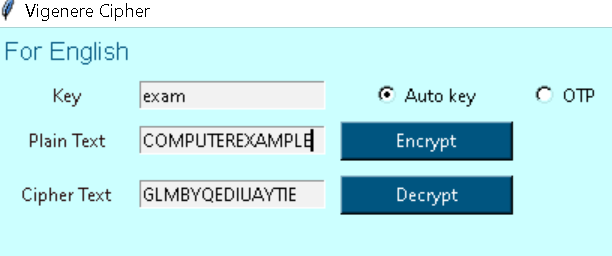 Vigenere Cipher
For English
Key exam Auto key OTP
Plain Text COMPUTEREXAMPLE Encrypt
Cipher Text GLMBYQEDIUAYTIE Decrypt